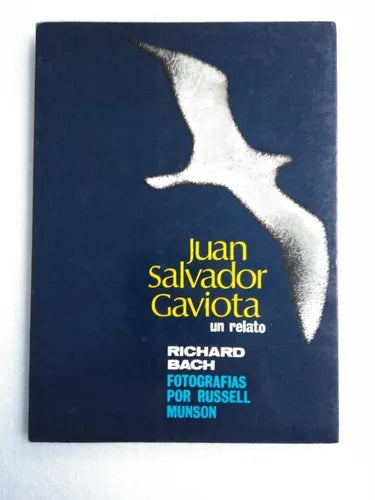 Juan
Salvador
Gaviota
un relato
RICHARD
BACH
FOTOGRAFIAS
POR RUSSELL
MUNSON